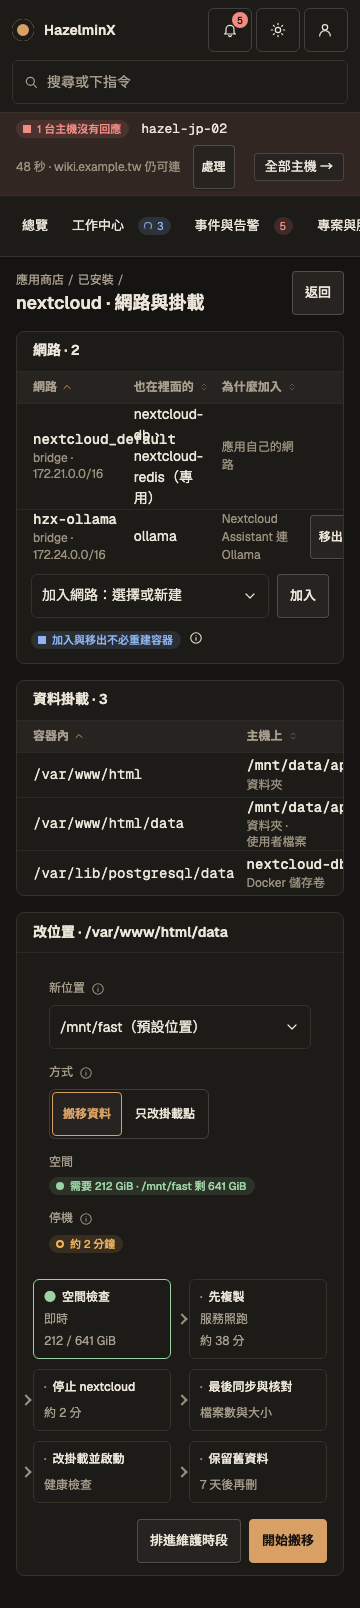 HazelminX
5
搜尋或下指令
1 台主機沒有回應 hazel-jp-02
48 秒 · wiki.example.tw 仍可連 處理 全部主機 →
總覽 工作中心 3 事件與告警 5 專案與
應用商店 / 已安裝 /
nextcloud · 網路與掛載 返回
網路 · 2
網路 也在裡面的 為什麼加入
nextcloud_default
bridge ·
172.21.0.0/16
nextcloud-
db、
nextcloud-
redis（專
用）
應用自己的網
路
hzx-ollama
bridge ·
172.24.0.0/16
ollama
Nextcloud
Assistant 連
Ollama
移出
加入網路：選擇或新建 加入
加入與移出不必重建容器
資料掛載 · 3
容器內 主機上
/var/www/html /mnt/data/ap
資料夾
/var/www/html/data /mnt/data/ap
資料夾 ·
使用者檔案
/var/lib/postgresql/data nextcloud-db
Docker 儲存卷
改位置 · /var/www/html/data
新位置
/mnt/fast（預設位置）
方式
搬移資料 只改掛載點
空間
需要 212 GiB · /mnt/fast 剩 641 GiB
停機
約 2 分鐘
空間檢查
即時
212 / 641 GiB
· 先複製
服務照跑
約 38 分
· 停止 nextcloud
約 2 分
· 最後同步與核對
檔案數與大小
· 改掛載並啟動
健康檢查
· 保留舊資料
7 天後再刪
排進維護時段 開始搬移